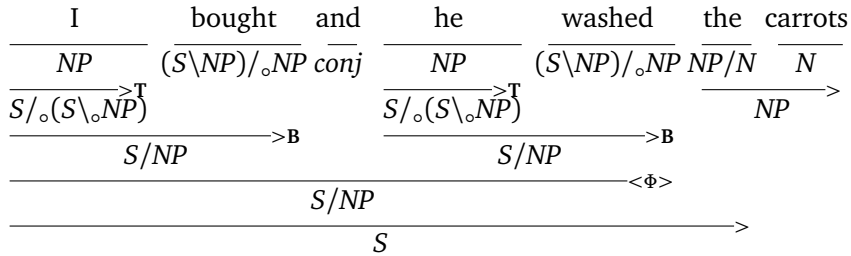 I bought and he washed the carrots
NP (S\NP)/∘NP conj NP (S\NP)/∘NP NP/N N
>T >T >
S/∘(S\∘NP) S/∘(S\∘NP) NP
>B >B
S/NP S/NP
<Φ>
S/NP
>
S